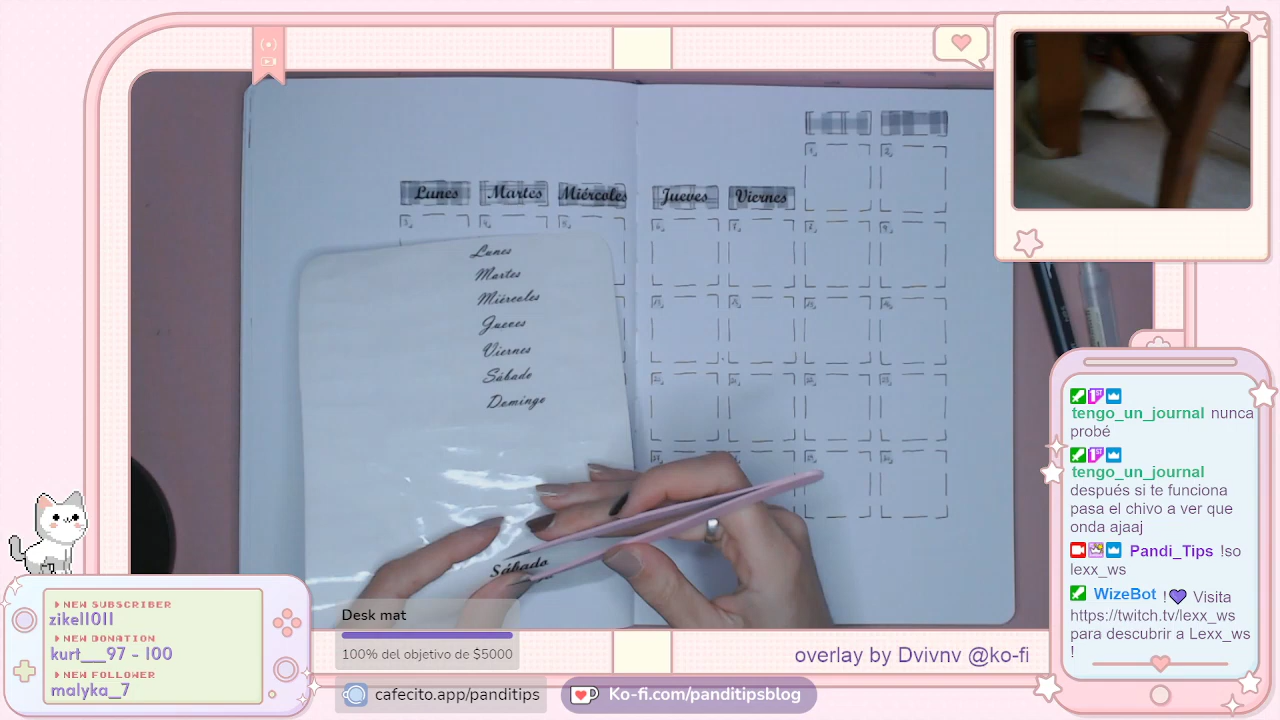 Lunes
Martes
Miércoles
Jueves
Viernes
Lunes
Martes
Miércoles
Jueves
Viernes
Sábado
Domingo
Sábado
tengo_un_journal nunca
probé
tengo_un_journal
después si te funciona
pasa el chivo a ver que
onda ajaaj
Pandi_Tips !so
lexx_ws
WizeBot !💜 Visita
https://twitch.tv/lexx_ws
para descubrir a Lexx_ws
!
NEW SUBSCRIBER
zikell0ll
NEW DONATION
kurt__97 - 100
NEW FOLLOWER
malyka_7
Desk mat
100% del objetivo de $5000
overlay by Dvivnv @ko-fi
cafecito.app/panditips
Ko-fi.com/panditipsblog